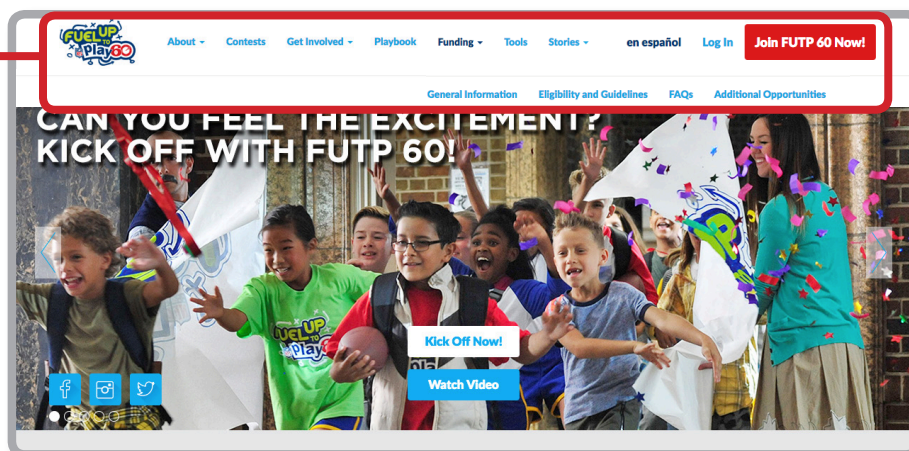 FUEL UP
TO
Play 60
About Contests Get Involved Playbook Funding Tools Stories en español Log In Join FUTP 60 Now!
General Information Eligibility and Guidelines FAQs Additional Opportunities
CAN YOU FEEL THE EXCITEMENT?
KICK OFF WITH FUTP 60!
FUEL UP
TO
Play
pla
Kick Off Now!
Watch Video